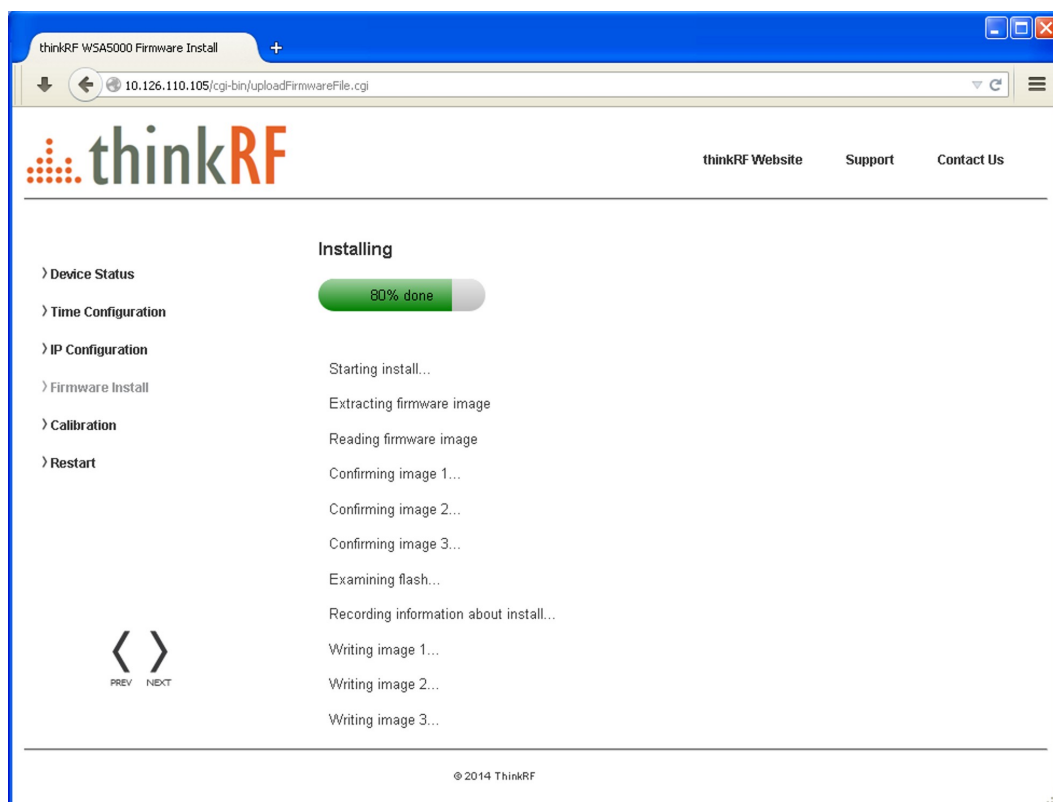 thinkRF WSA5000 Firmware Install
10.126.110.105/cgi-bin/uploadFirmwareFile.cgi
thinkRF
thinkRF Website Support Contact Us
Installing
80% done
Device Status
Time Configuration
IP Configuration
Firmware Install
Calibration
Restart
Starting install...
Extracting firmware image
Reading firmware image
Confirming image 1...
Confirming image 2...
Confirming image 3...
Examining flash...
Recording information about install...
Writing image 1...
Writing image 2...
Writing image 3...
PREV NEXT
© 2014 ThinkRF